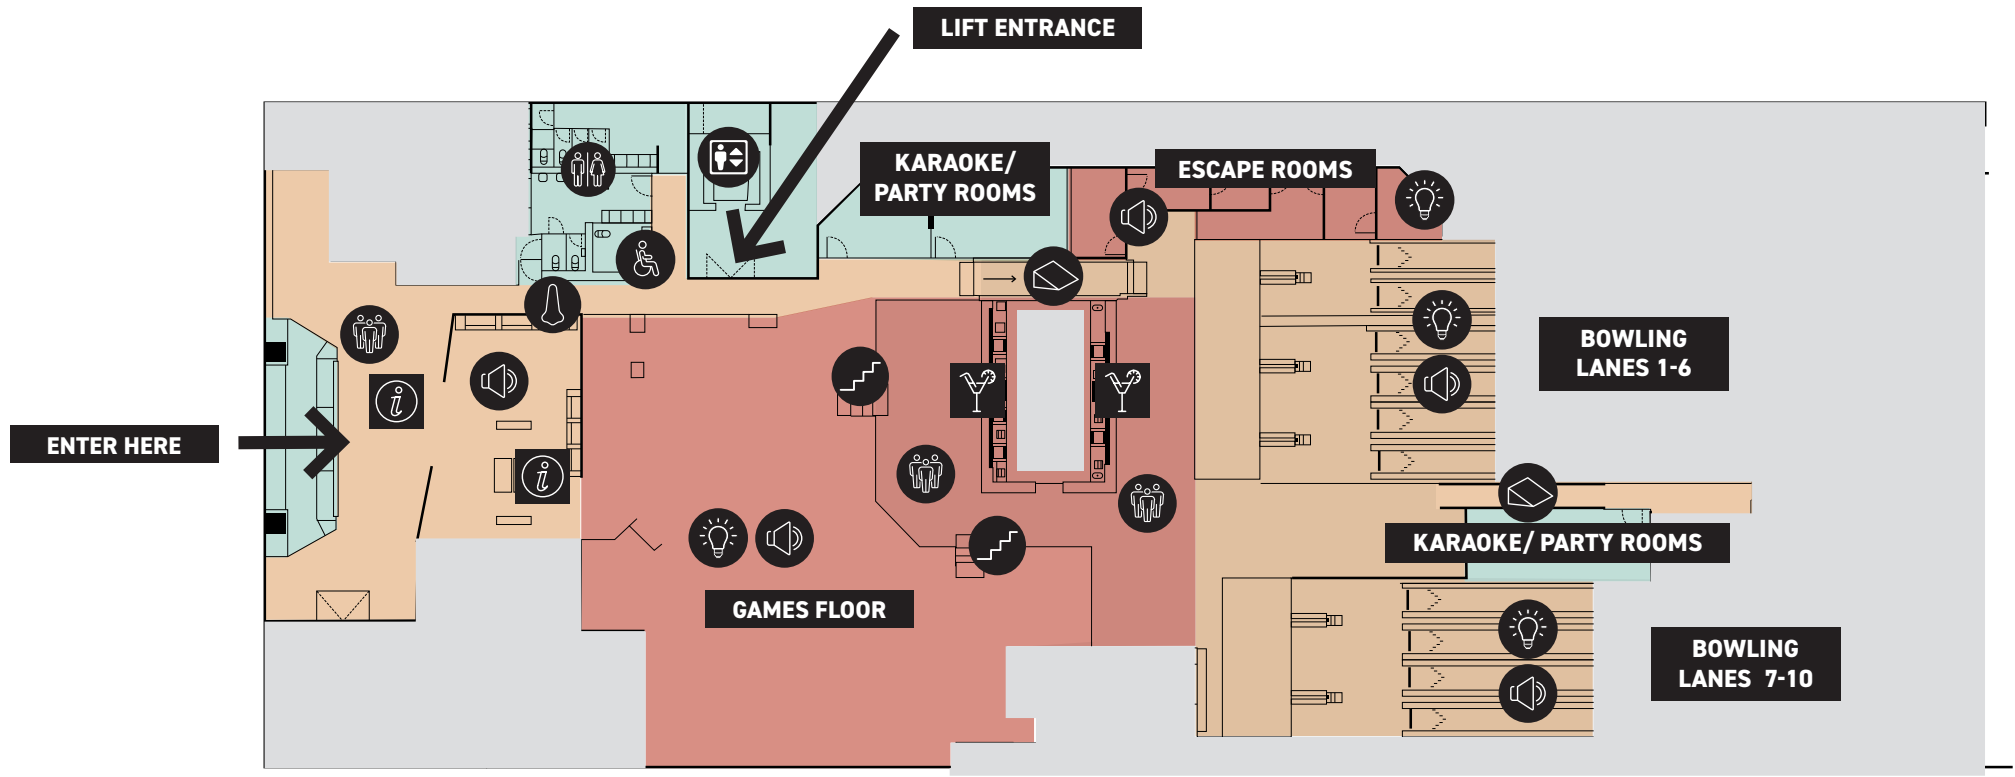 LIFT ENTRANCE
KARAOKE/
PARTY ROOMS
ESCAPE ROOMS
BOWLING
LANES 1-6
i
ENTER HERE
i
KARAOKE/ PARTY ROOMS
GAMES FLOOR
BOWLING
LANES 7-10